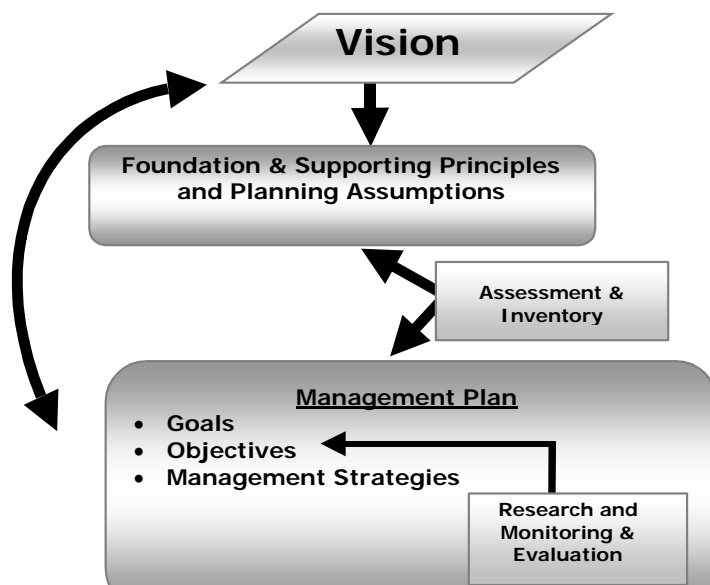 Vision
Foundation & Supporting Principles
and Planning Assumptions
Assessment &
Inventory
Management Plan
• Goals
• Objectives
• Management Strategies
Research and
Monitoring &
Evaluation